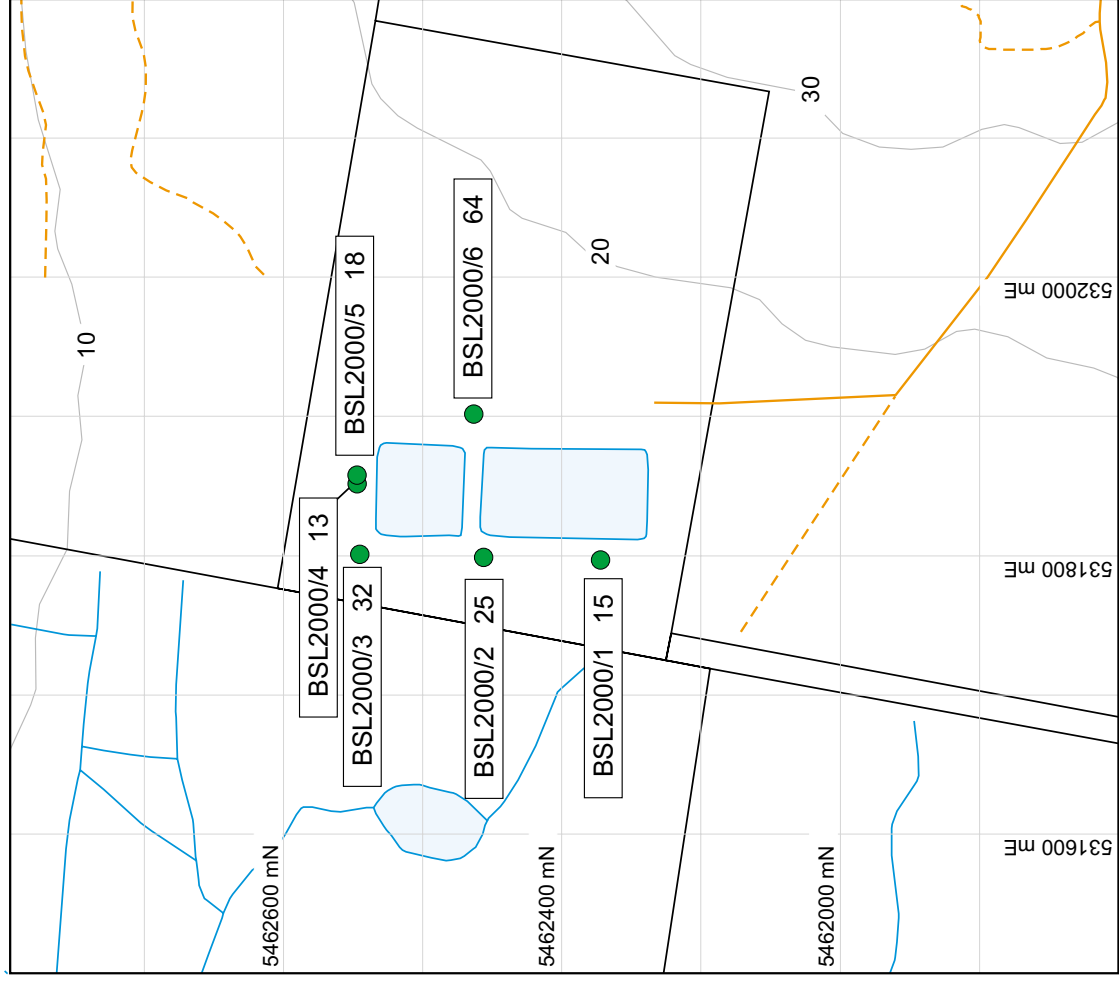 10
30
20
BSL2000/5 18
BSL2000/6 64
BSL2000/4 13
BSL2000/3 32
BSL2000/2 25
BSL2000/1 15
5462600 mN
5462400 mN
5462000 mN
532000 mE
531800 mE
531600 mE